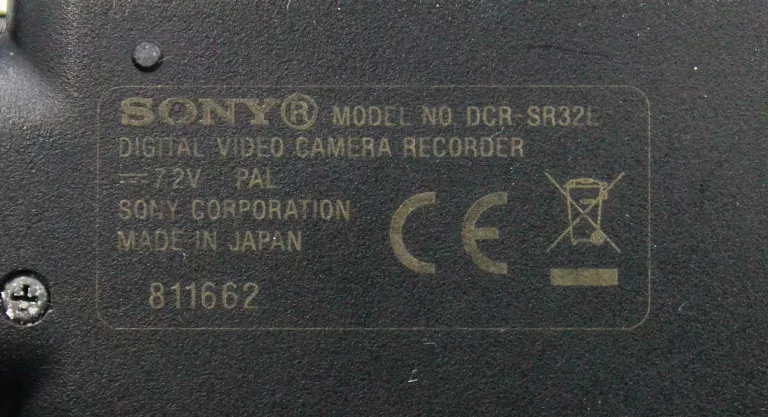 SONY® MODEL NO DCR-SR32E
DIGITAL VIDEO CAMERA RECORDER
⎓7.2V PAL
SONY CORPORATION
MADE IN JAPAN
CE
811662